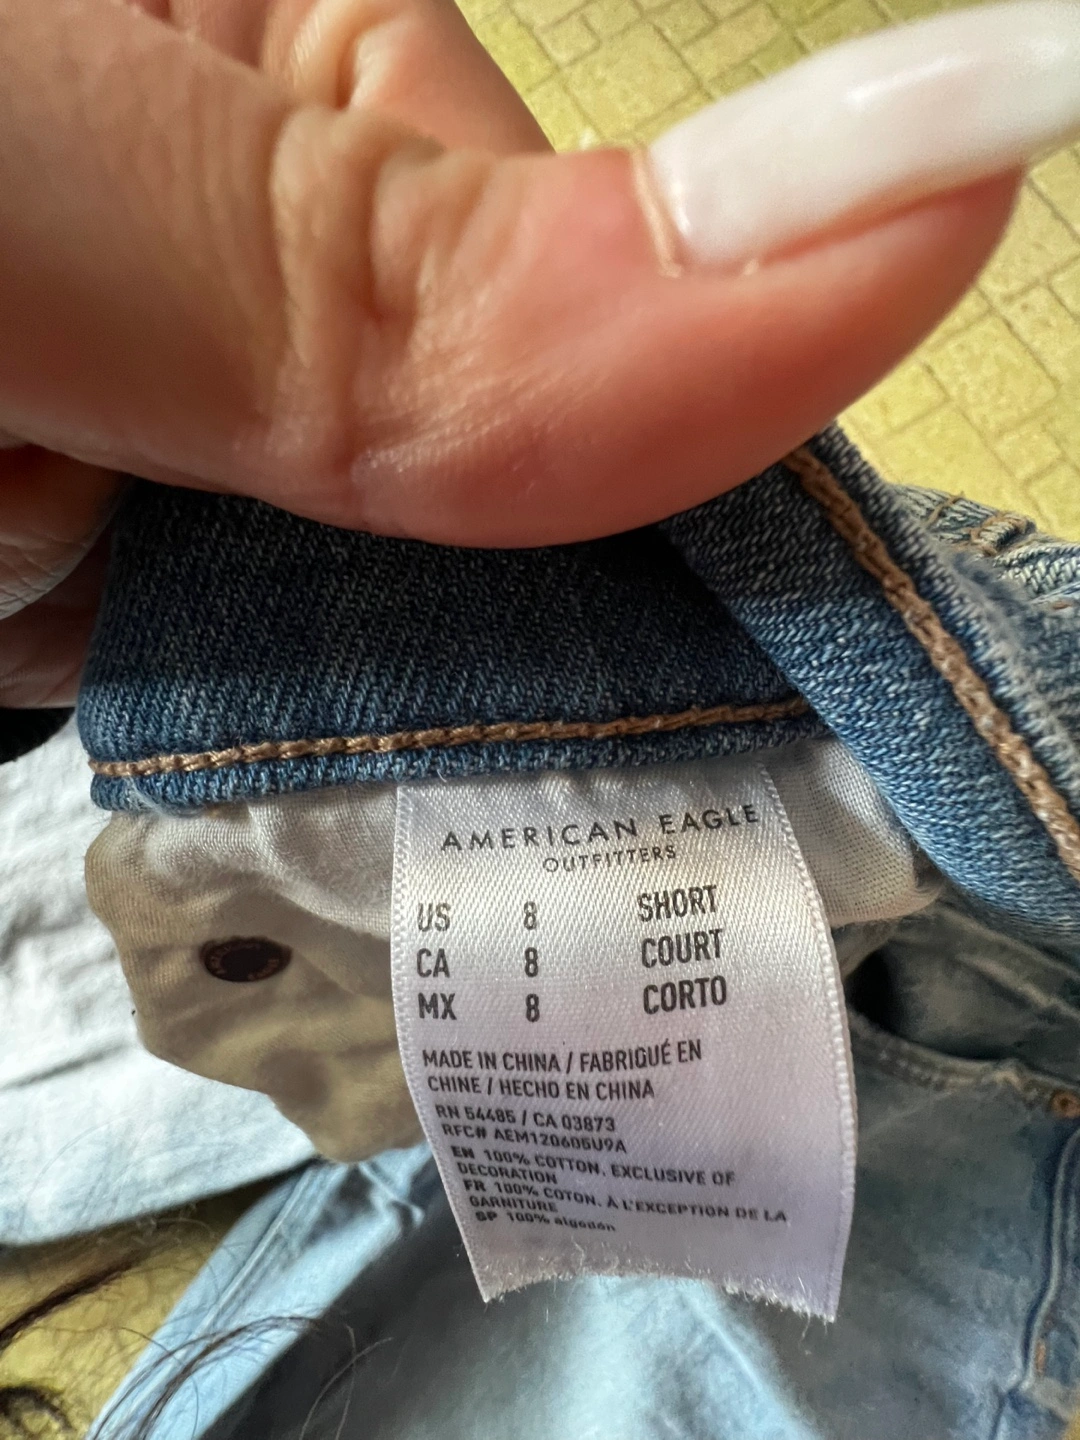 AMERICAN EAGLE
OUTFITTERS
US 8 SHORT
CA 8 COURT
MX 8 CORTO
MADE IN CHINA / FABRIQUÉ EN
CHINE / HECHO EN CHINA
RN 54485 / CA 03873
RFC# AEM120605U9A
EN 100% COTTON. EXCLUSIVE OF
DECORATION
FR 100% COTON. À L'EXCEPTION DE LA
GARNITURE
SP 100% algodón